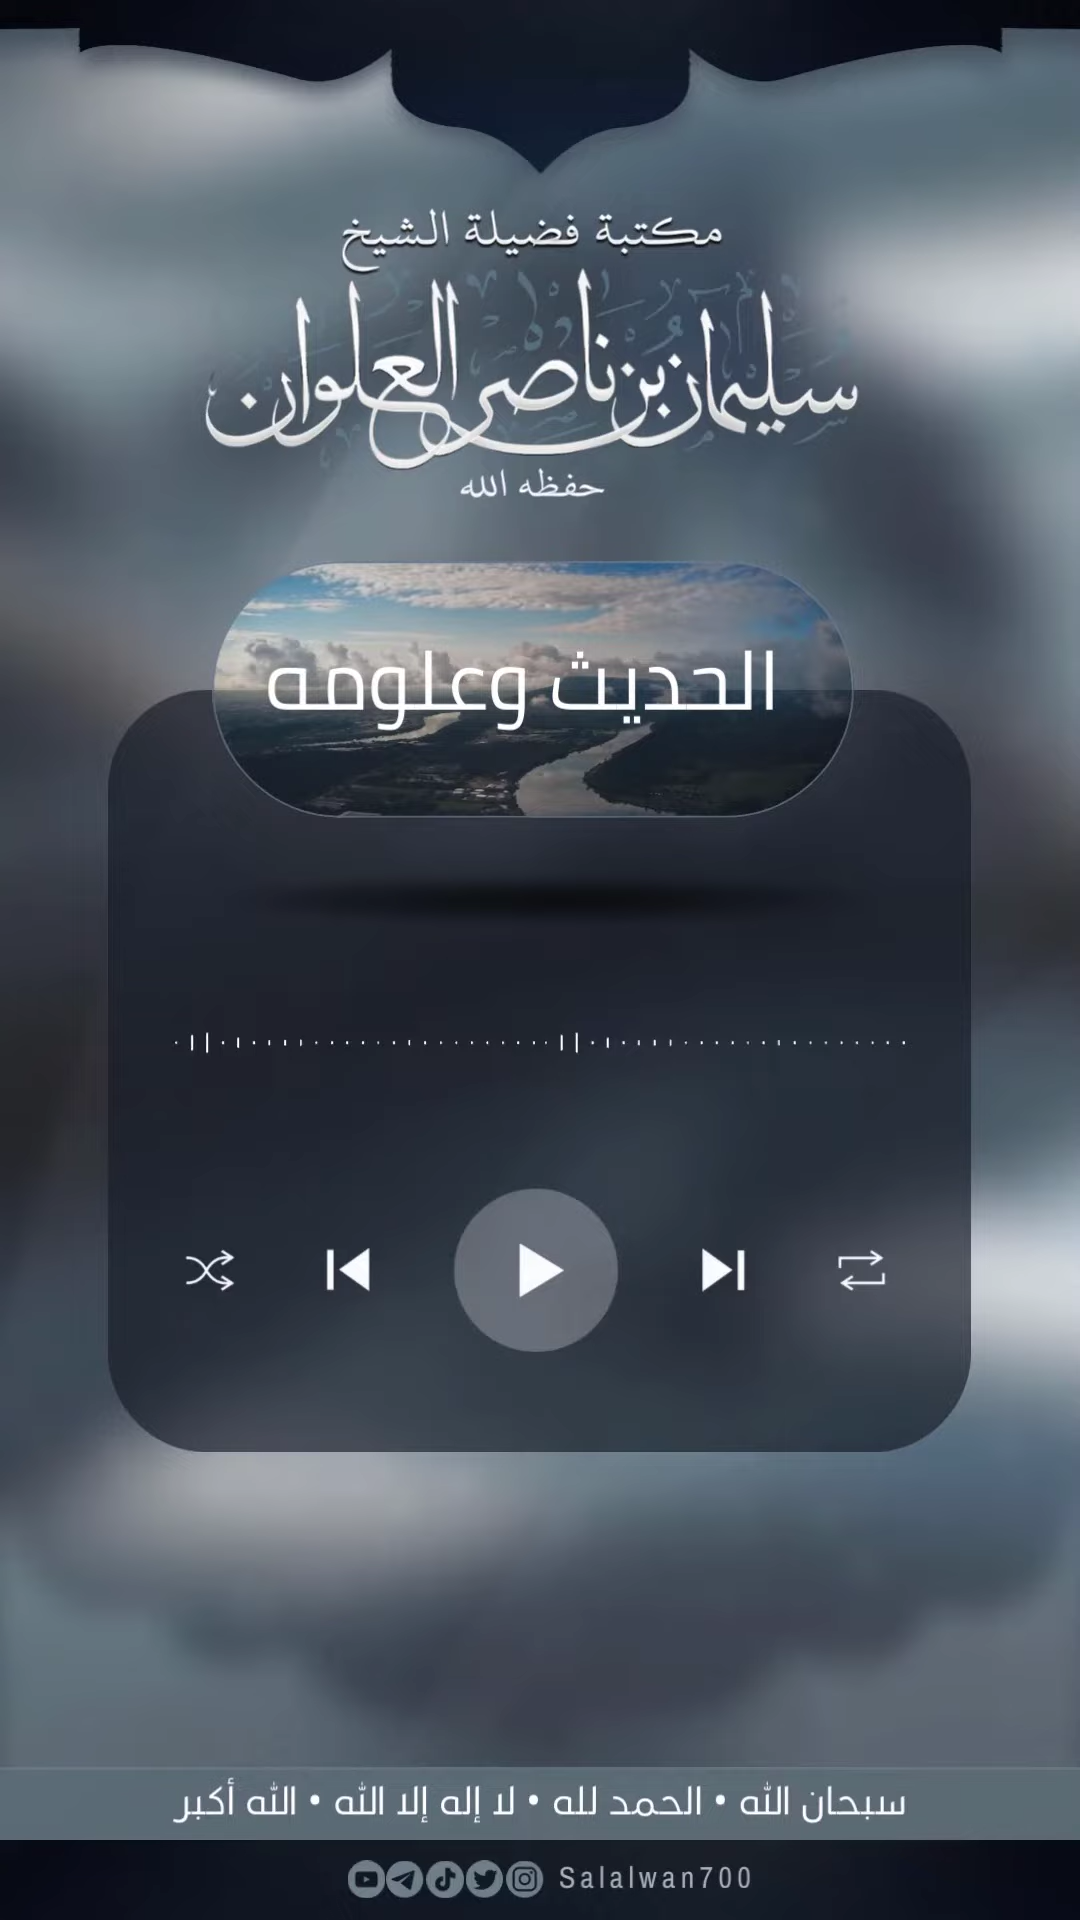 مكتبة فضيلة الشيخ
سليمان بن ناصر العلوان
حفظه الله
الحديث وعلومه
سبحان الله • الحمد لله • لا إله إلا الله • الله أكبر
Salalwan700